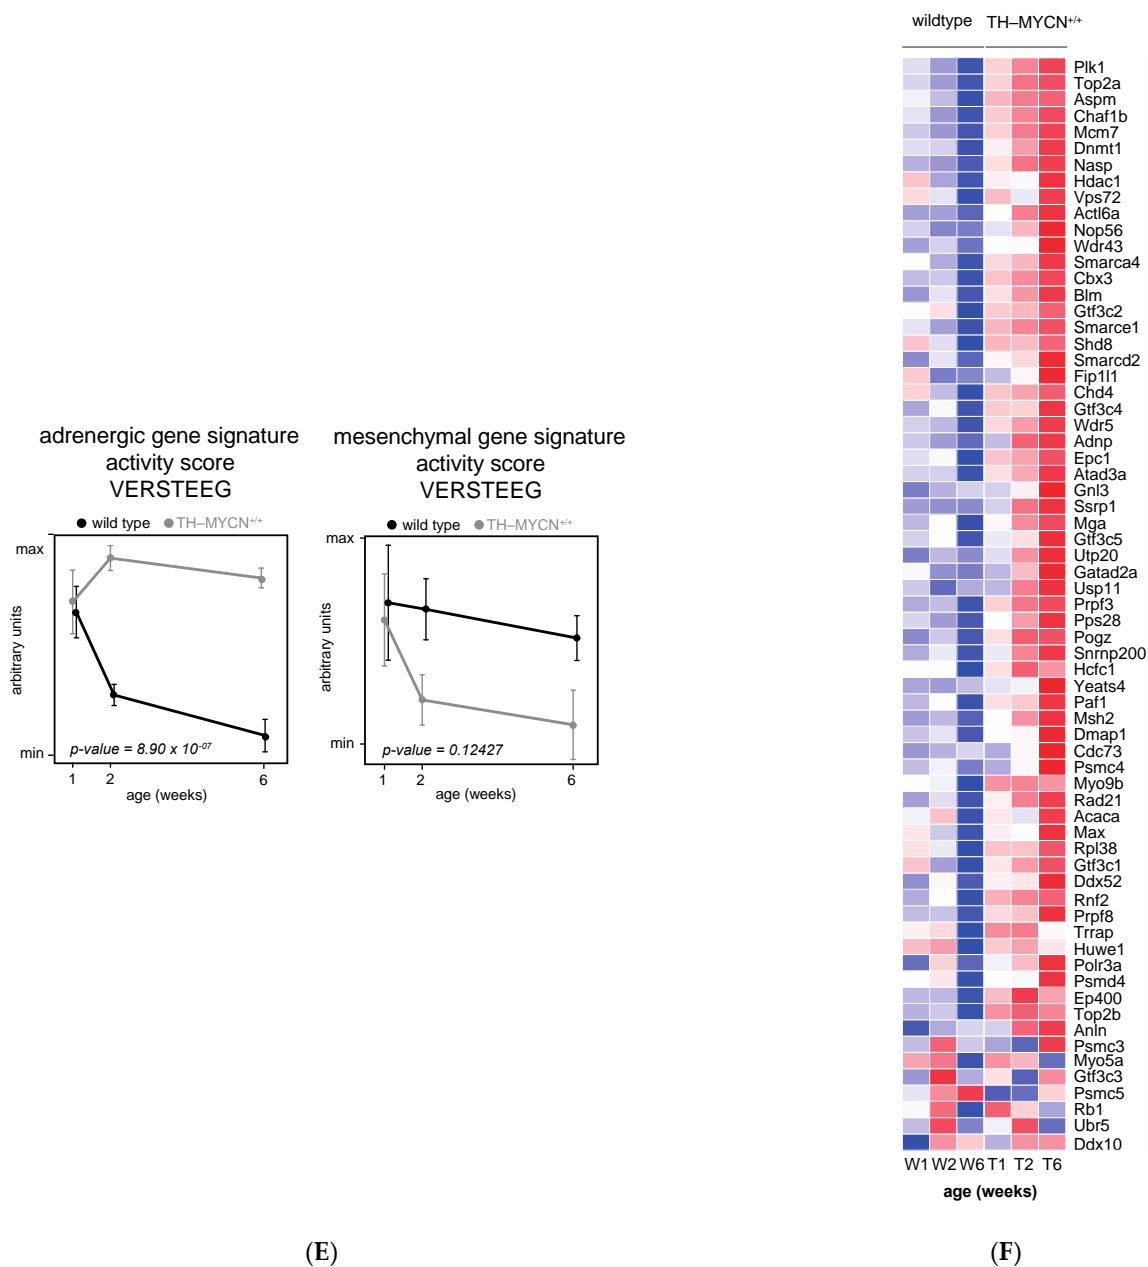 adrenergic gene signature
activity score
VERSTEEG
wild type TH–MYCN+/+
max
arbitrary units
min
p-value = 8.90 x 10-07
1 2 6
age (weeks)
mesenchymal gene signature
activity score
VERSTEEG
wild type TH–MYCN+/+
max
arbitrary units
min
p-value = 0.12427
1 2 6
age (weeks)
(E)
wildtype TH–MYCN+/+
Plk1
Top2a
Aspm
Chaf1b
Mcm7
Dnmt1
Nasp
Hdac1
Vps72
Actl6a
Nop56
Wdr43
Smarca4
Cbx3
Blm
Gtf3c2
Smarce1
Shd8
Smarcd2
Fip1l1
Chd4
Gtf3c4
Wdr5
Adnp
Epc1
Atad3a
Gnl3
Ssrp1
Mga
Gtf3c5
Utp20
Gatad2a
Usp11
Prpf3
Pps28
Pogz
Snrnp200
Hcfc1
Yeats4
Paf1
Msh2
Dmap1
Cdc73
Psmc4
Myo9b
Rad21
Acaca
Max
Rpl38
Gtf3c1
Ddx52
Rnf2
Prpf8
Trrap
Huwe1
Polr3a
Psmd4
Ep400
Top2b
Anln
Psmc3
Myo5a
Gtf3c3
Psmc5
Rb1
Ubr5
Ddx10
W1 W2 W6 T1 T2 T6
age (weeks)
(F)